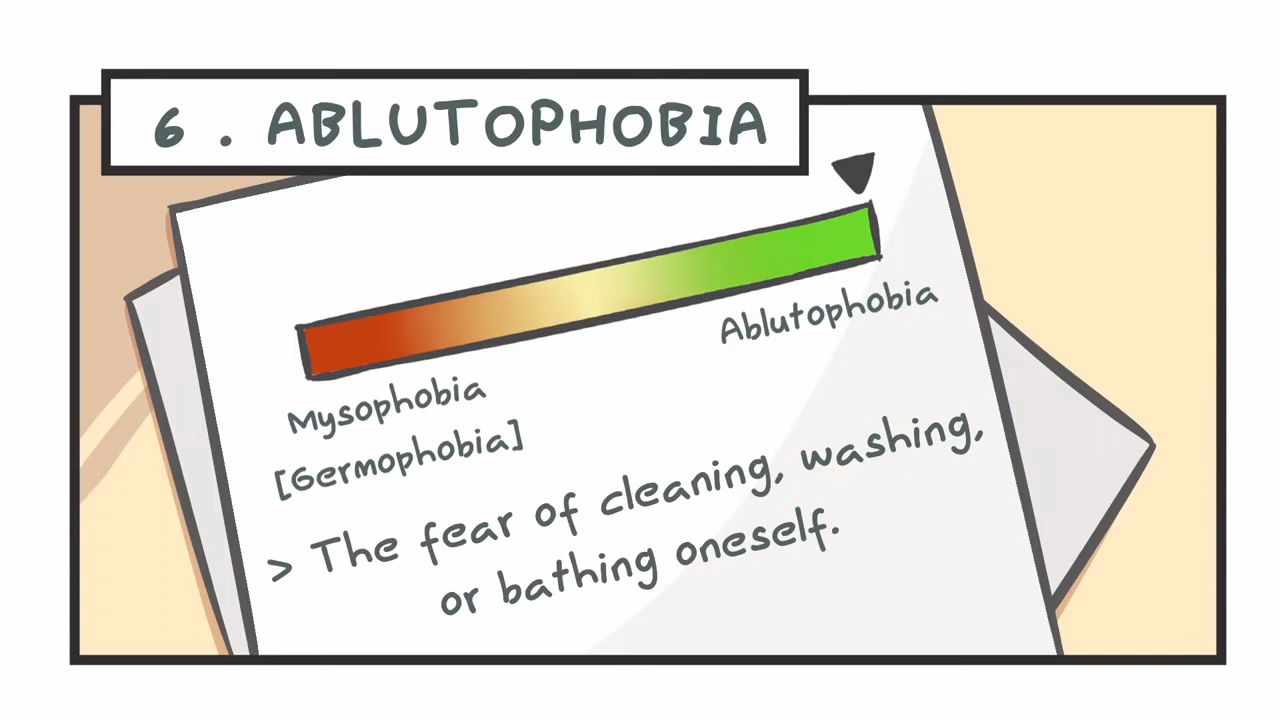 6 . ABLUTOPHOBIA
Ablutophobia
Mysophobia
[Germophobia]
> The fear of cleaning, washing,
or bathing oneself.